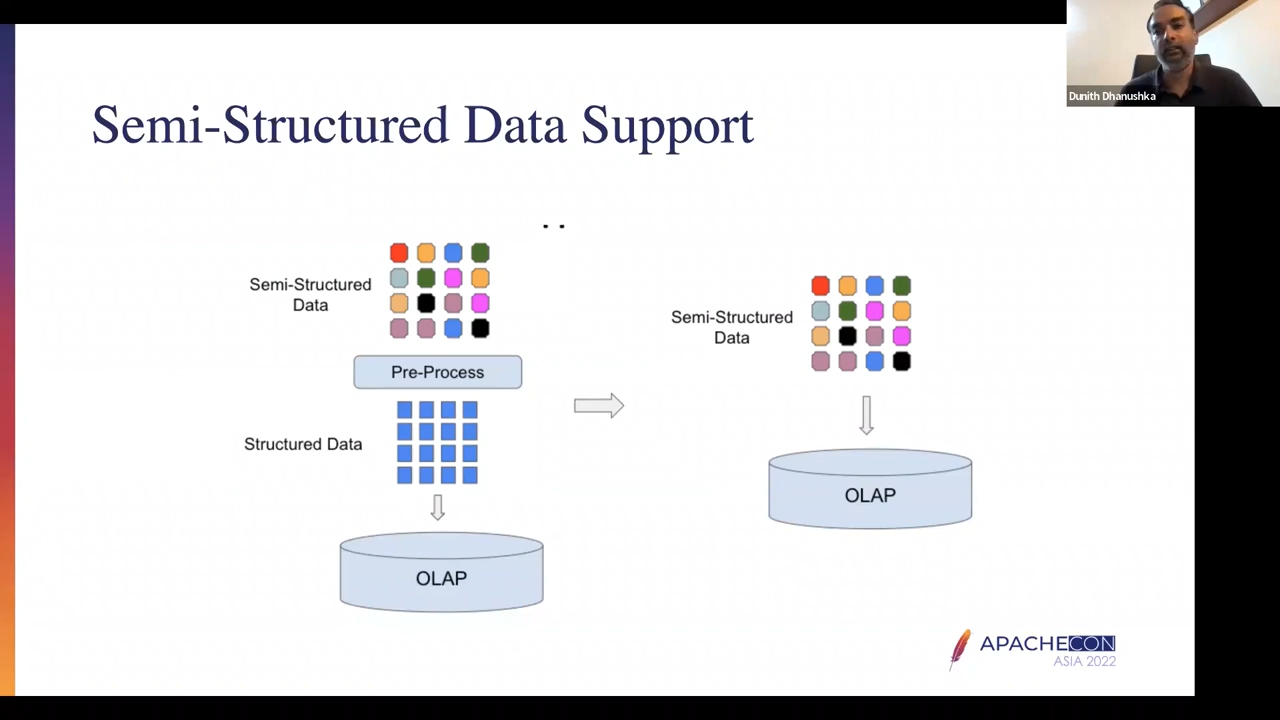 Dunith Dhanushka
Semi-Structured Data Support
Semi-Structured
Data
Pre-Process
Structured Data
OLAP
Semi-Structured
Data
OLAP
APACHECON
ASIA 2022